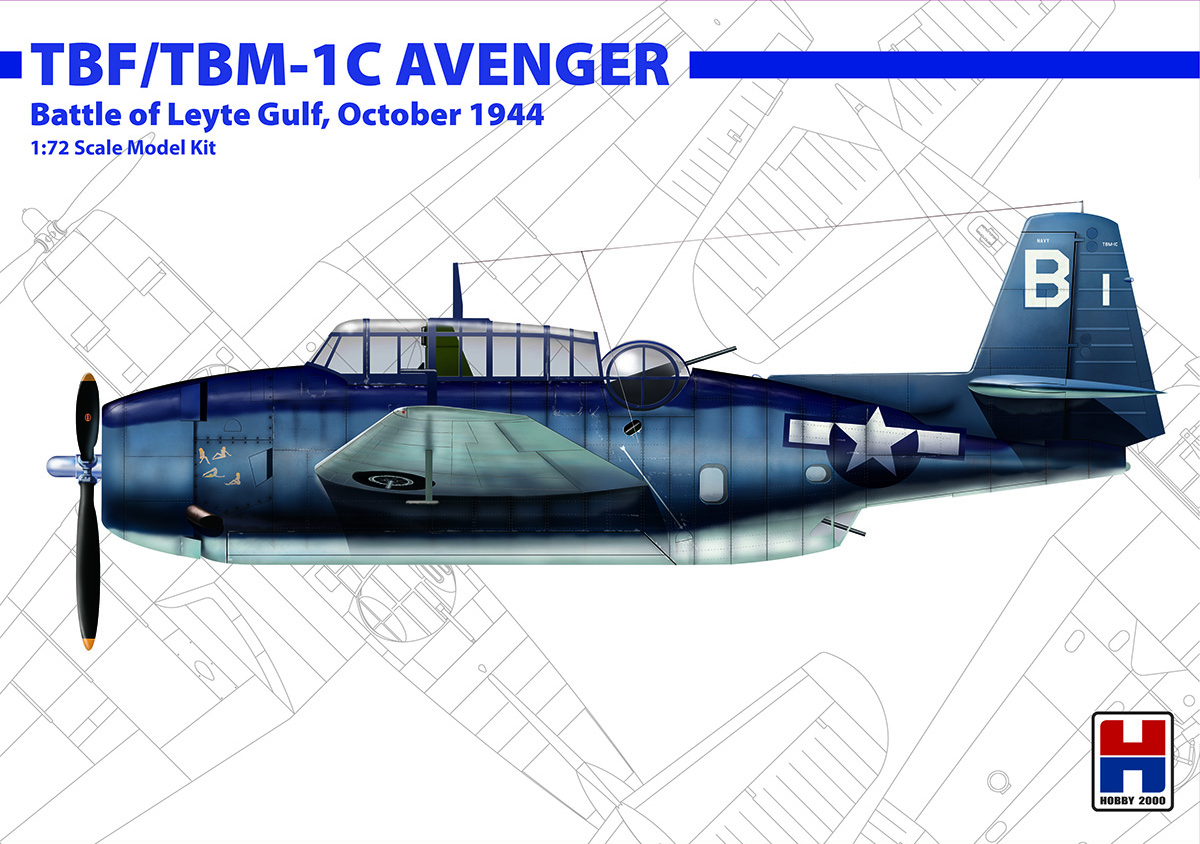 TBF/TBM-1C AVENGER
Battle of Leyte Gulf, October 1944
1:72 Scale Model Kit
NAVY
TBM-1C
B 1
H
HOBBY 2000